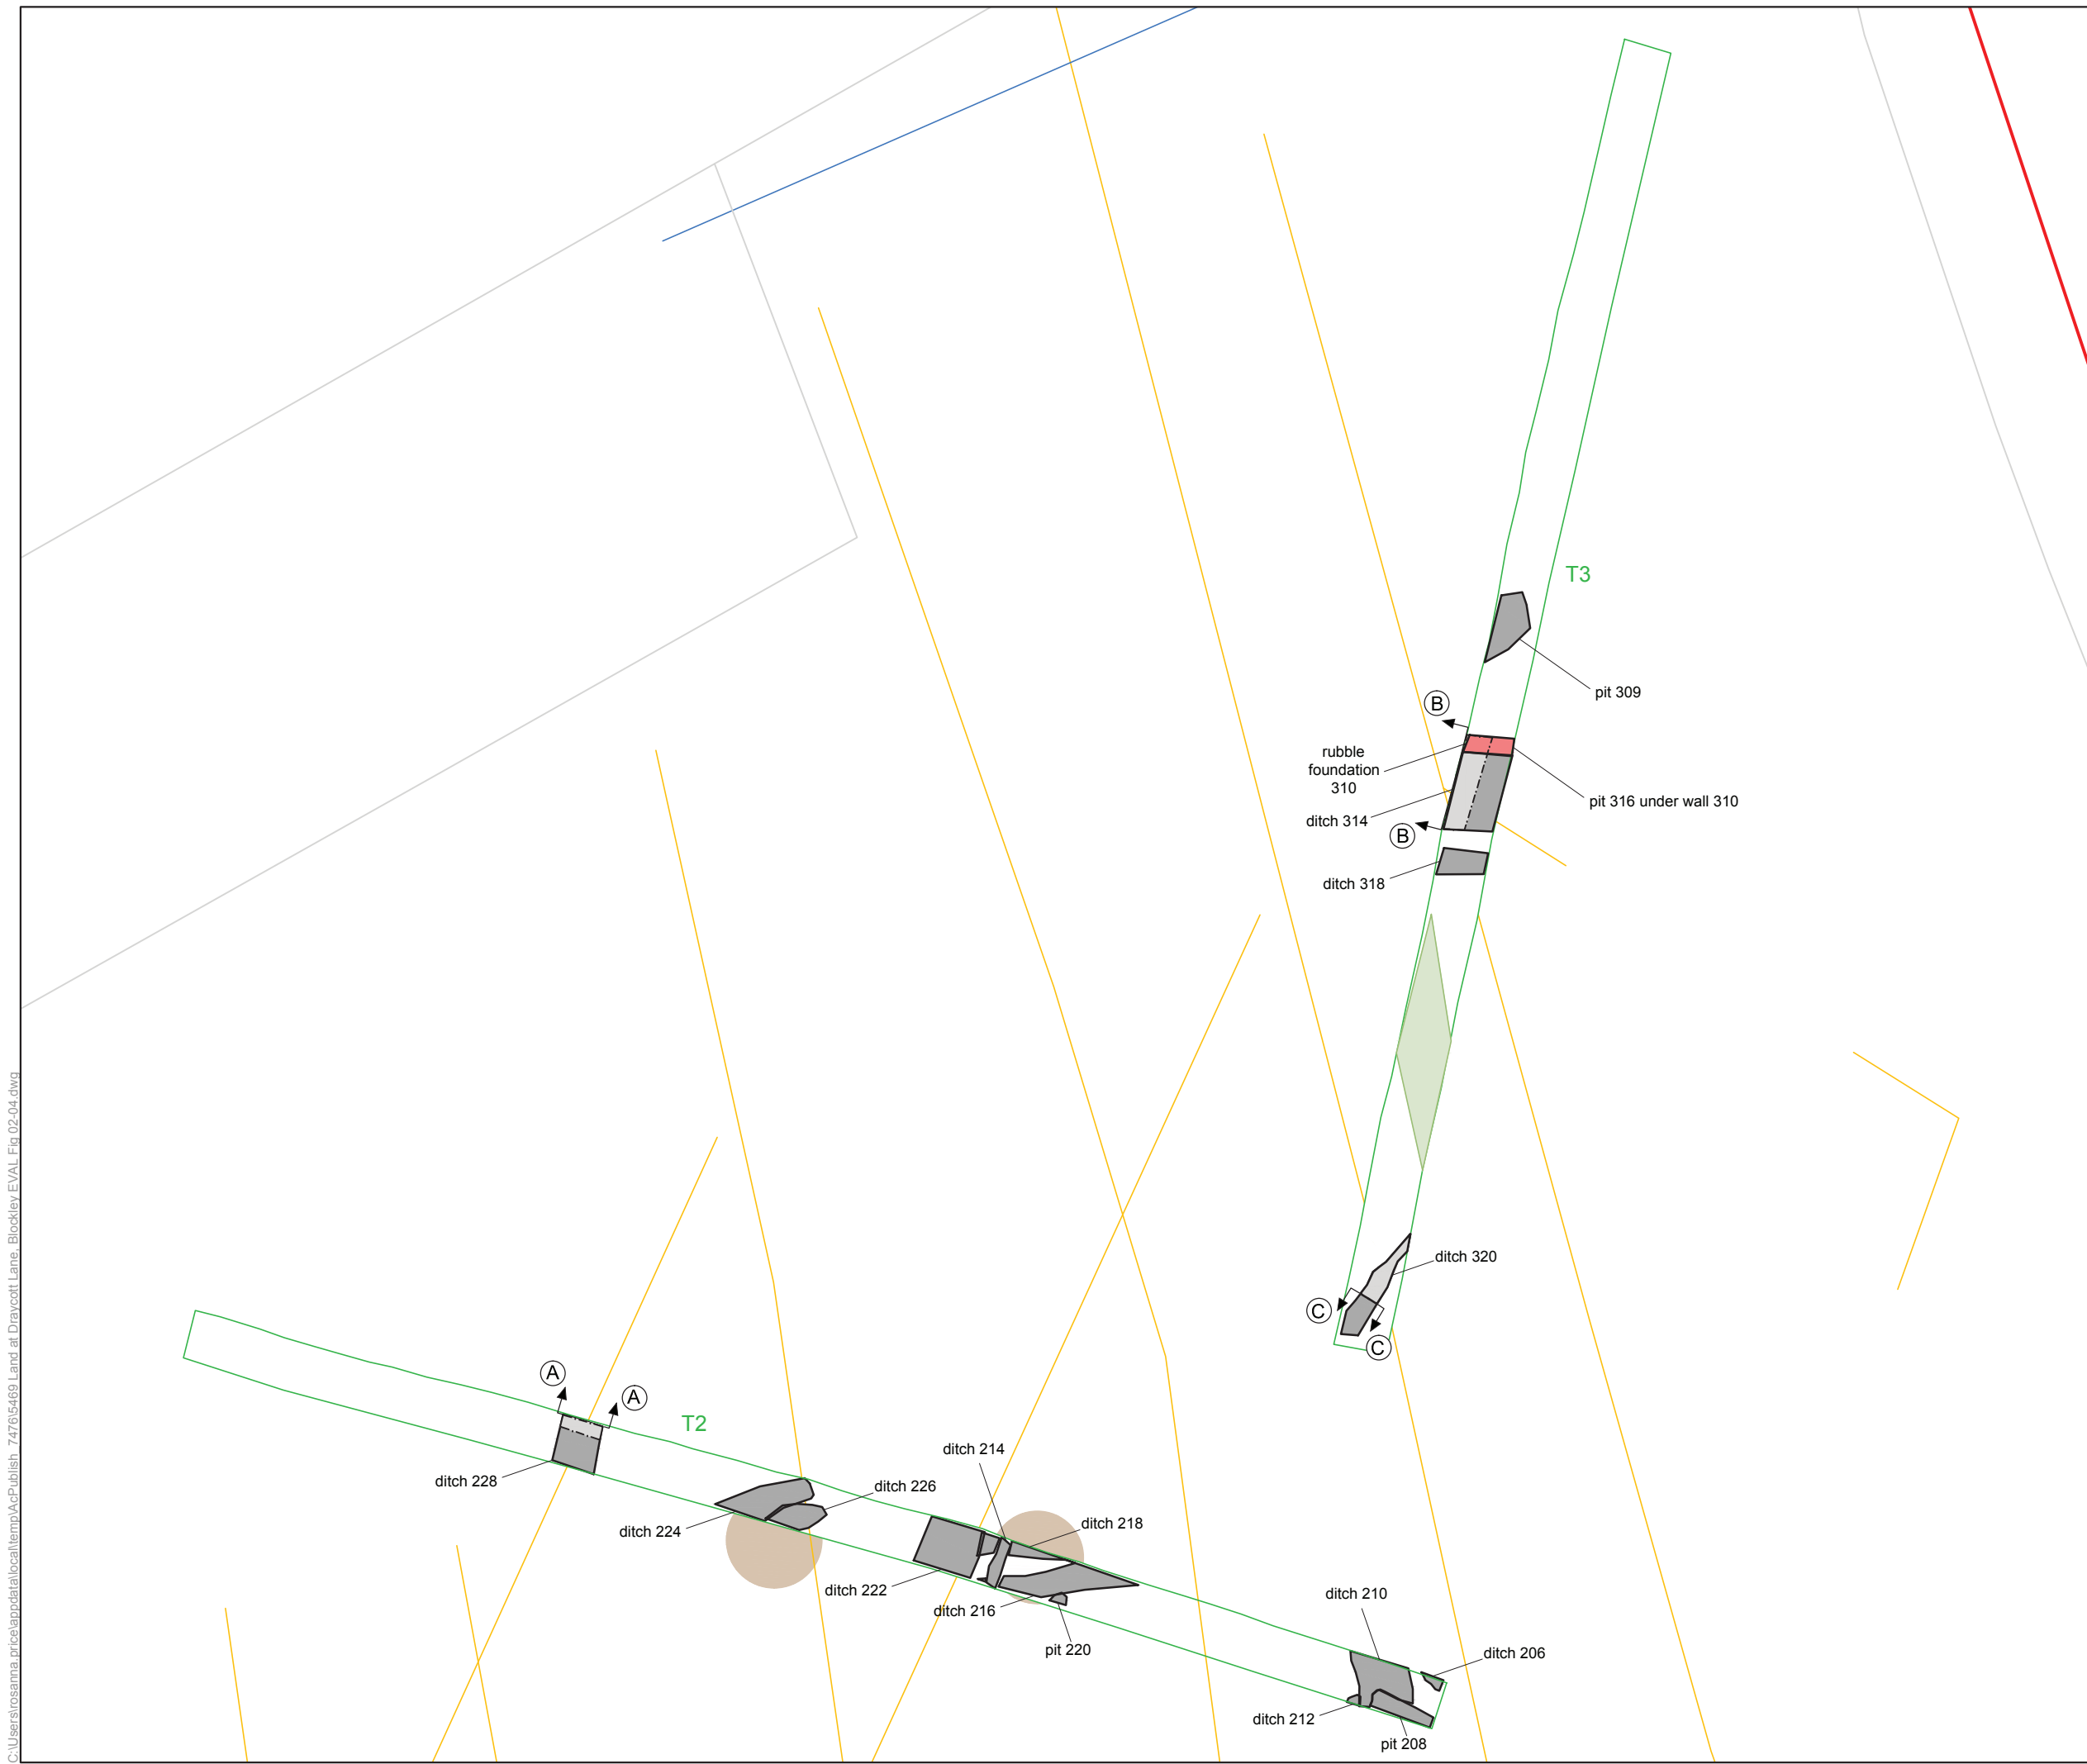 T3
pit 309
B
rubble
foundation
310
pit 316 under wall 310
ditch 314
B
ditch 318
ditch 320
C
C
A
A
T2
ditch 214
ditch 228
ditch 226
ditch 218
ditch 224
ditch 222
ditch 216
ditch 210
pit 220
ditch 206
ditch 212
pit 208
C:\Users\rosanna.price\appdata\local\temp\AcPublish_7476\5469 Land at Draycott Lane, Blockley EVAL Fig 02-04.dwg